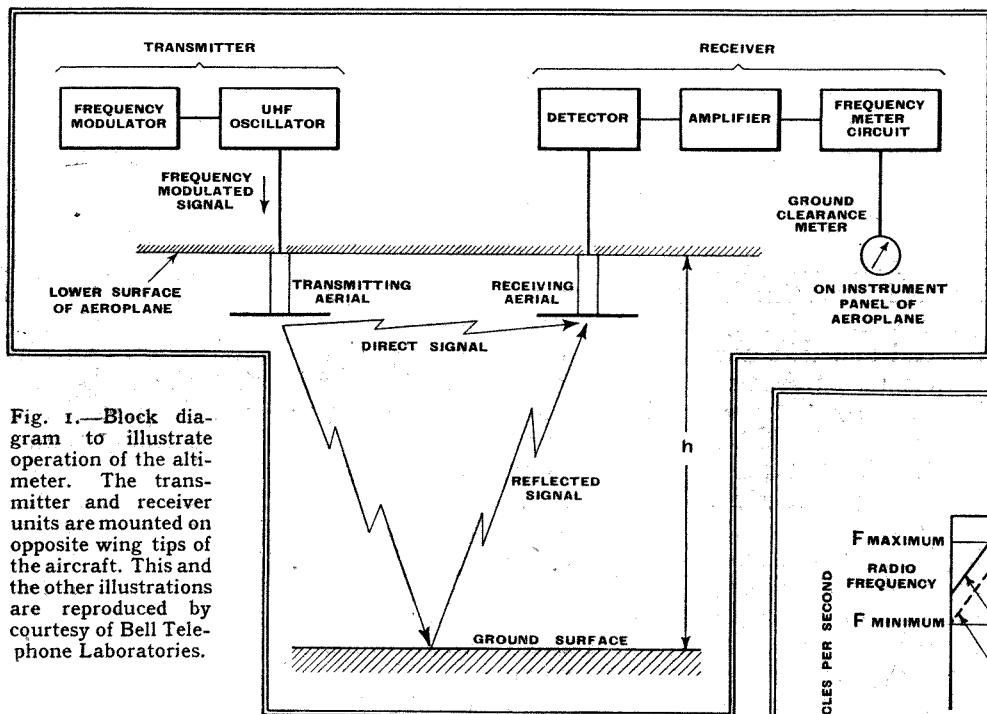 TRANSMITTER
RECEIVER
FREQUENCY
MODULATOR
UHF
OSCILLATOR
DETECTOR
AMPLIFIER
FREQUENCY
METER
CIRCUIT
FREQUENCY
MODULATED
SIGNAL
GROUND
CLEARANCE
METER
LOWER SURFACE
OF AEROPLANE
TRANSMITTING
AERIAL
RECEIVING
AERIAL
ON INSTRUMENT
PANEL OF
AEROPLANE
DIRECT SIGNAL
h
REFLECTED
SIGNAL
GROUND SURFACE
Fig. 1.—Block dia-
gram to illustrate
operation of the alti-
meter. The trans-
mitter and receiver
units are mounted on
opposite wing tips of
the aircraft. This and
the other illustrations
are reproduced by
courtesy of Bell Tele-
phone Laboratories.
F MAXIMUM
RADIO
FREQUENCY
F MINIMUM
CLES PER SECOND